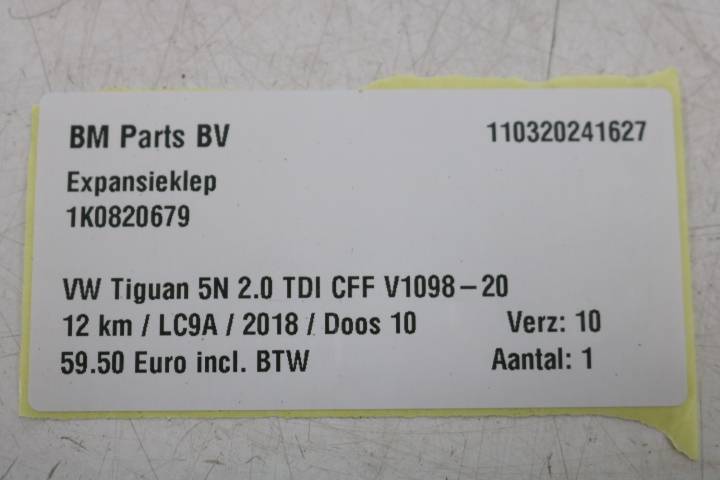 BM Parts BV 110320241627
Expansieklep
1K0820679
VW Tiguan 5N 2.0 TDI CFF V1098-20
12 km / LC9A / 2018 / Doos 10 Verz: 10
59.50 Euro incl. BTW Aantal: 1